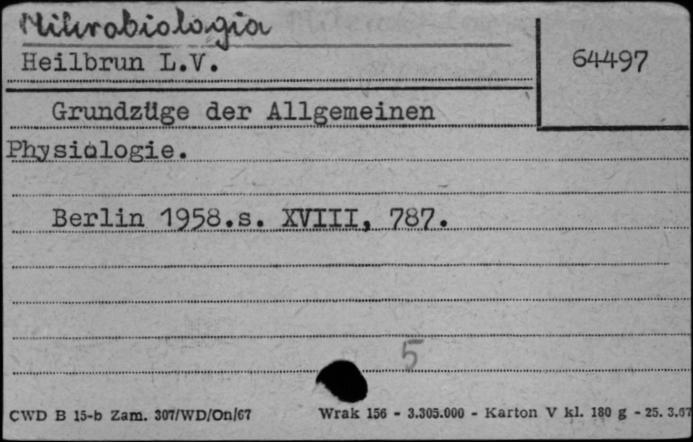 Mikrobiologia
Heilbrun L.V.
64497
Grundzüge der Allgemeinen
Physiologie.
Berlin 1958.s. XVIII, 787.
5
CWD B 15-b Zam. 307/WD/On/67
Wrak 156 - 3.305.000 - Karton V kl. 180 g - 25. 3.67